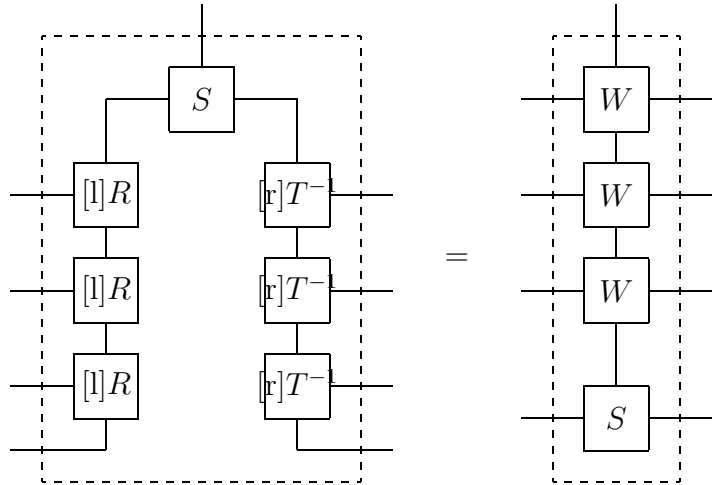 S W
[l]R [r]T⁻¹ W
=
[l]R [r]T⁻¹ W
[l]R [r]T⁻¹ S